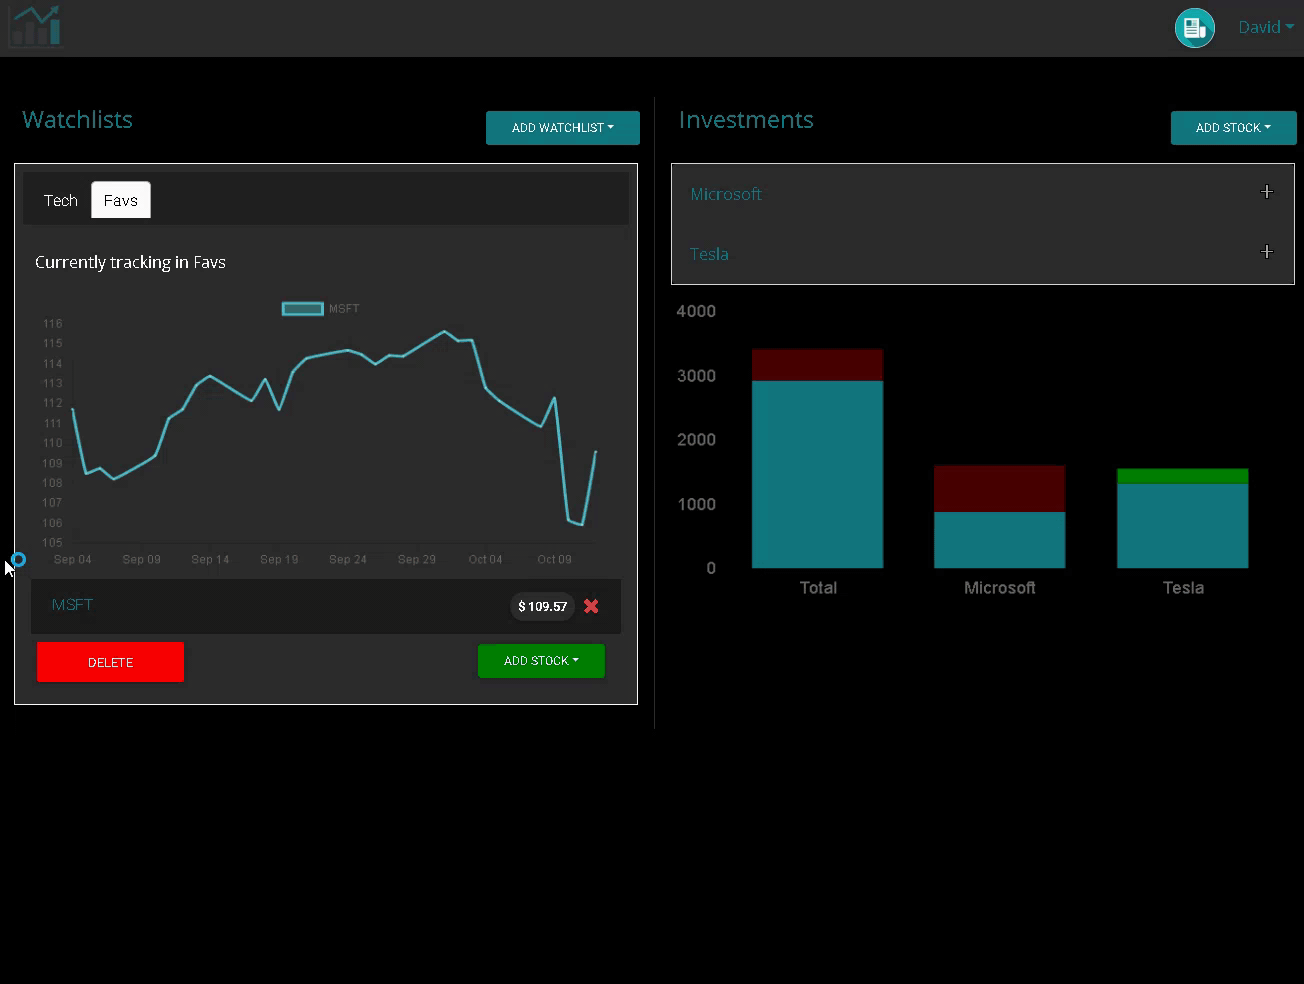 David
Watchlists
ADD WATCHLIST
Tech
Favs
Currently tracking in Favs
MSFT
116
115
114
113
112
111
110
109
108
107
106
105
Sep 04 Sep 09 Sep 14 Sep 19 Sep 24 Sep 29 Oct 04 Oct 09
MSFT
$ 109.57
DELETE
ADD STOCK
Investments
ADD STOCK
Microsoft
Tesla
4000
3000
2000
1000
0
Total Microsoft Tesla